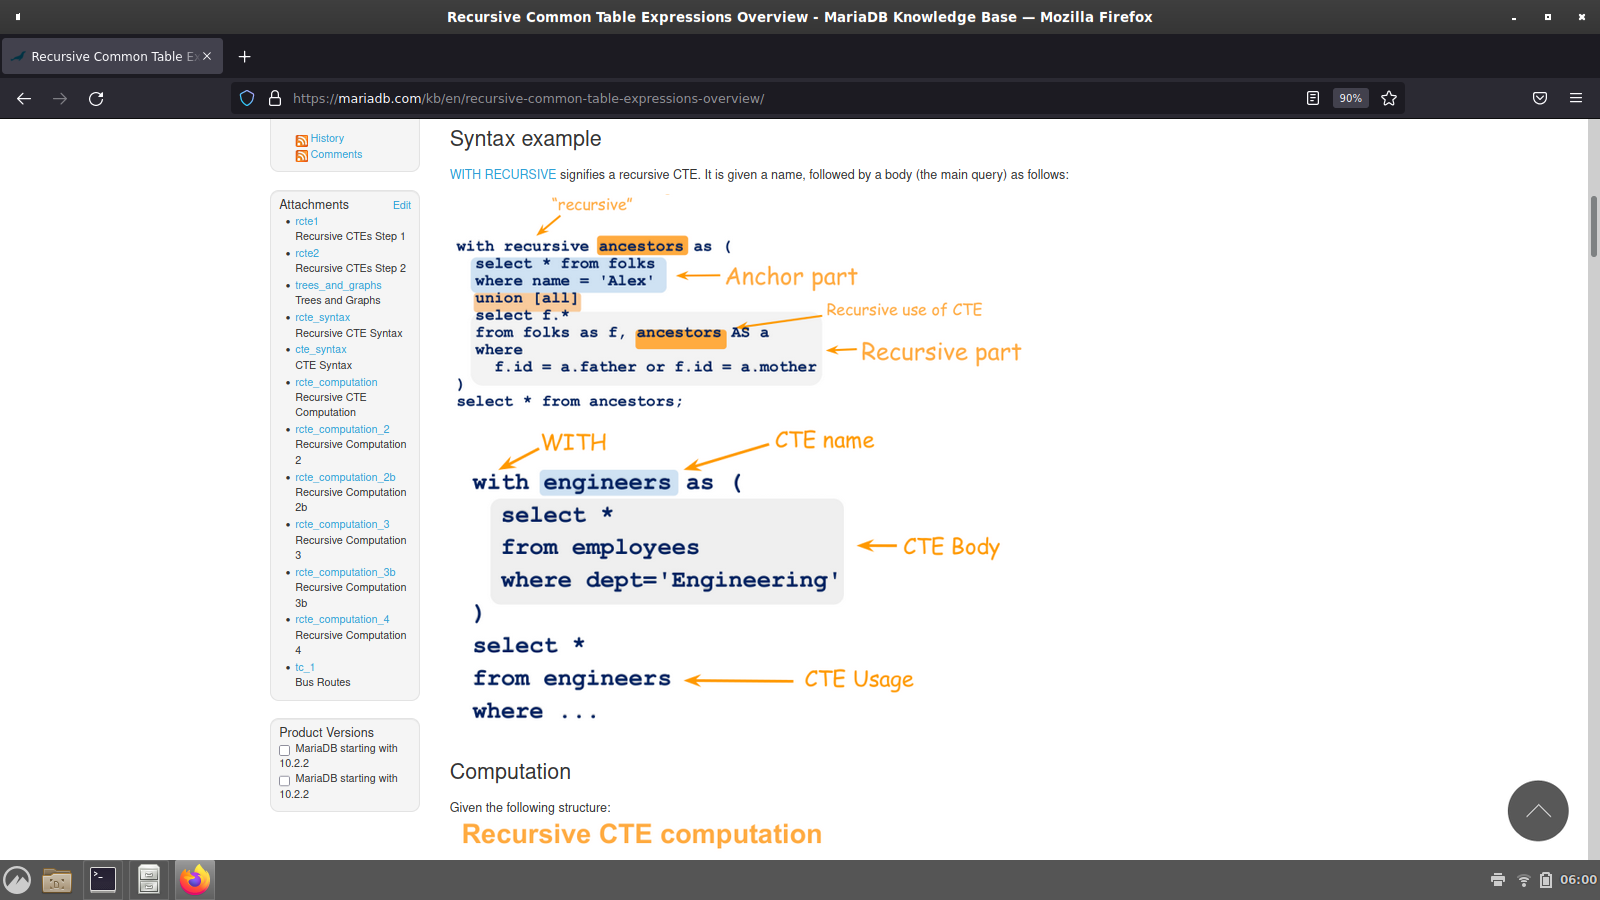 Recursive Common Table Expressions Overview - MariaDB Knowledge Base — Mozilla Firefox
Recursive Common Table Ex
https://mariadb.com/kb/en/recursive-common-table-expressions-overview/
90%
History
Comments
Attachments Edit
rcte1
Recursive CTEs Step 1
rcte2
Recursive CTEs Step 2
trees_and_graphs
Trees and Graphs
rcte_syntax
Recursive CTE Syntax
cte_syntax
CTE Syntax
rcte_computation
Recursive CTE
Computation
rcte_computation_2
Recursive Computation
2
rcte_computation_2b
Recursive Computation
2b
rcte_computation_3
Recursive Computation
3
rcte_computation_3b
Recursive Computation
3b
rcte_computation_4
Recursive Computation
4
tc_1
Bus Routes
Product Versions
MariaDB starting with
10.2.2
MariaDB starting with
10.2.2
Syntax example
WITH RECURSIVE signifies a recursive CTE. It is given a name, followed by a body (the main query) as follows:
“recursive”
with recursive ancestors as (
select * from folks
where name = 'Alex'
Anchor part
union [all]
select f.*
Recursive use of CTE
from folks as f, ancestors AS a
where
Recursive part
f.id = a.father or f.id = a.mother
)
select * from ancestors;
WITH
CTE name
with engineers as (
select *
from employees
CTE Body
where dept='Engineering'
)
select *
from engineers
CTE Usage
where ...
Computation
Given the following structure:
Recursive CTE computation
06:00